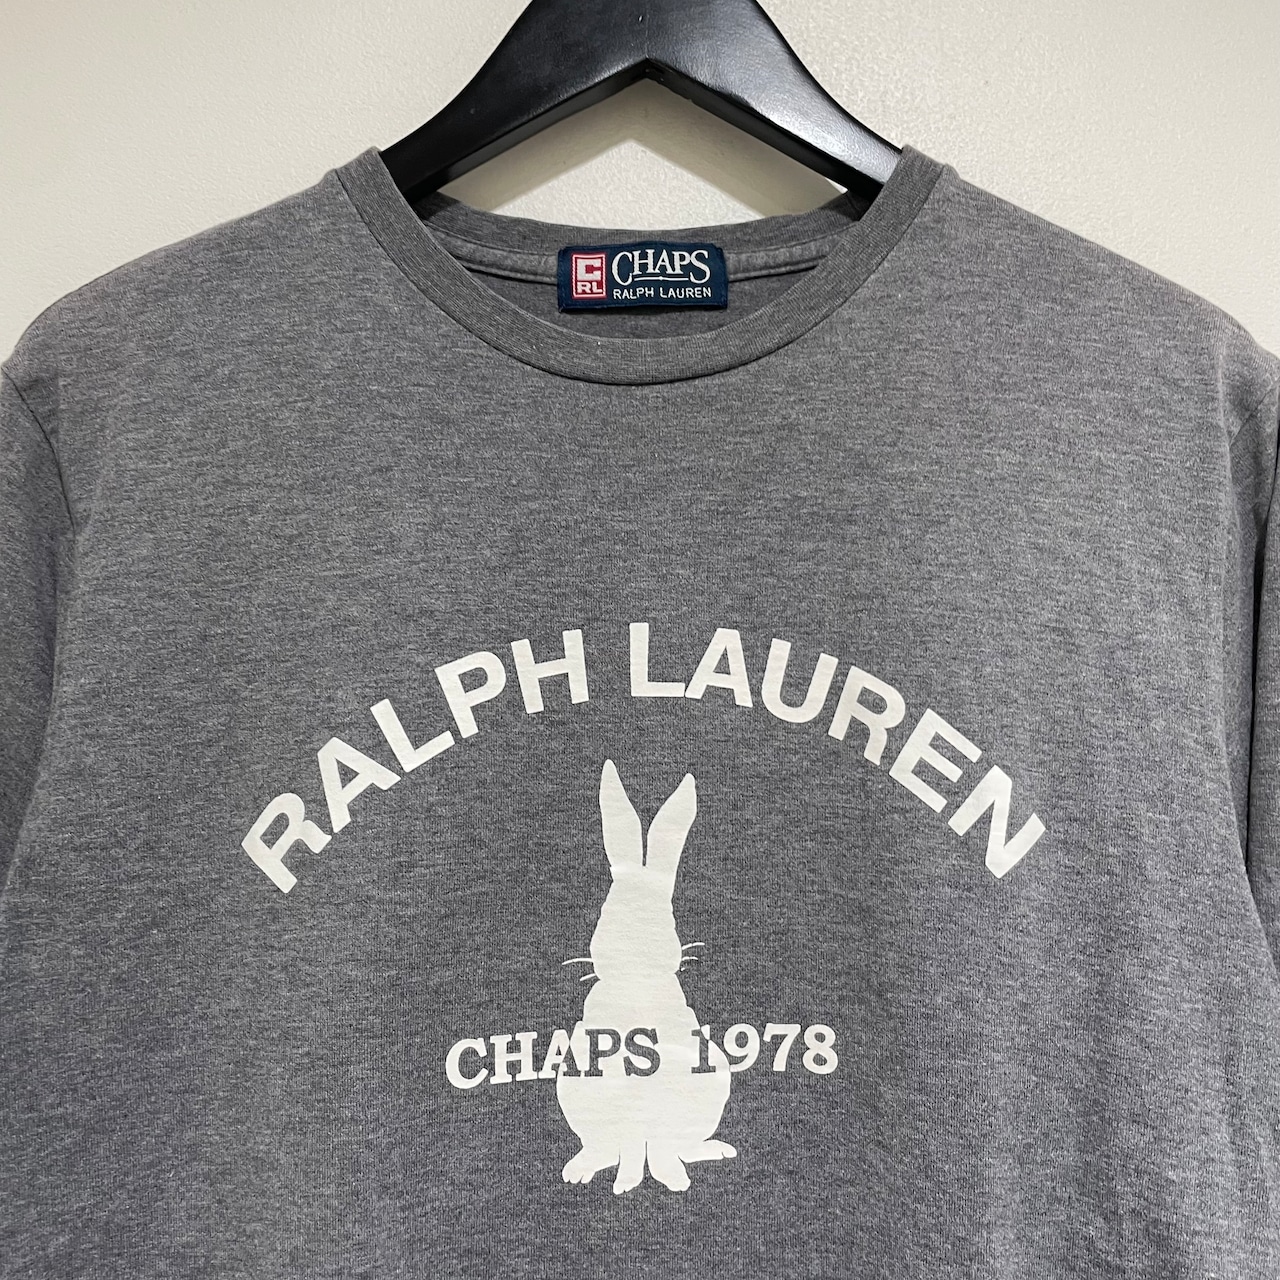 C
RL
CHAPS
RALPH LAUREN
RALPH LAUREN
CHAPS 1978